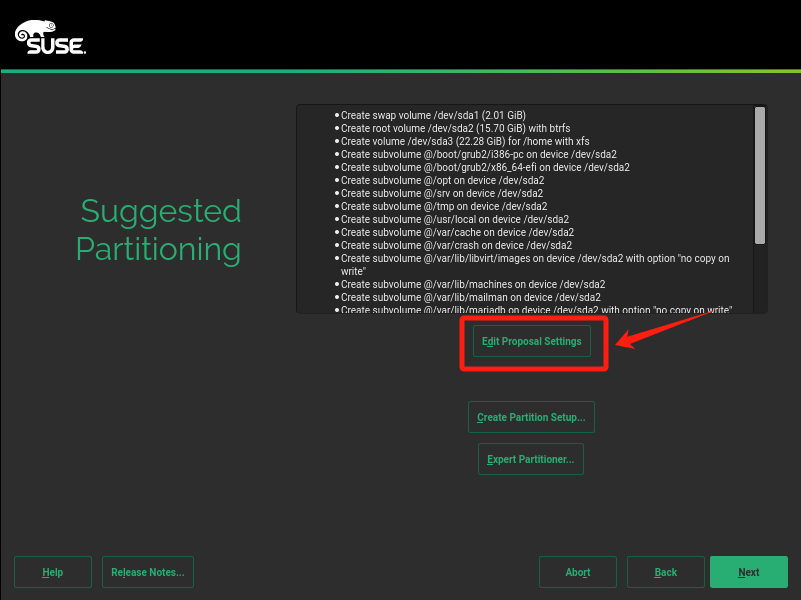 SUSE
Suggested
Partitioning
• Create swap volume /dev/sda1 (2.01 GiB)
• Create root volume /dev/sda2 (15.70 GiB) with btrfs
• Create volume /dev/sda3 (22.28 GiB) for /home with xfs
• Create subvolume @/boot/grub2/i386-pc on device /dev/sda2
• Create subvolume @/boot/grub2/x86_64-efi on device /dev/sda2
• Create subvolume @/opt on device /dev/sda2
• Create subvolume @/srv on device /dev/sda2
• Create subvolume @/tmp on device /dev/sda2
• Create subvolume @/usr/local on device /dev/sda2
• Create subvolume @/var/cache on device /dev/sda2
• Create subvolume @/var/crash on device /dev/sda2
• Create subvolume @/var/lib/libvirt/images on device /dev/sda2 with option "no copy on
write"
• Create subvolume @/var/lib/machines on device /dev/sda2
• Create subvolume @/var/lib/mailman on device /dev/sda2
• Create subvolume @/var/lib/mariadb on device /dev/sda2 with option "no copy on write"
Edit Proposal Settings
Create Partition Setup...
Expert Partitioner...
Help
Release Notes...
Abort
Back
Next